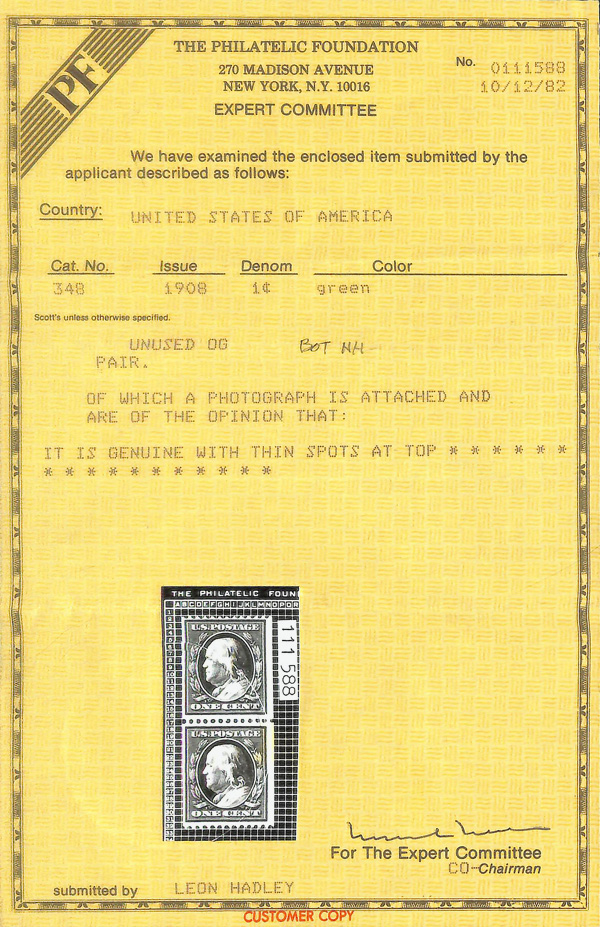 PF
THE PHILATELIC FOUNDATION
270 MADISON AVENUE
NEW YORK, N.Y. 10016
EXPERT COMMITTEE
No. 0111588
10/12/82
We have examined the enclosed item submitted by the
applicant described as follows:
Country: UNITED STATES OF AMERICA
Cat. No. Issue Denom Color
348 1908 1¢ green
Scott's unless otherwise specified.
UNUSED OG BOT NH
PAIR.
OF WHICH A PHOTOGRAPH IS ATTACHED AND
ARE OF THE OPINION THAT:
IT IS GENUINE WITH THIN SPOTS AT TOP * * * * * *
* * * * * * * * * * * *
THE PHILATELIC FOUN
ABCDEFGHIJKLMNOPQR
U.S. POSTAGE
ONE CENT
111 588
U.S. POSTAGE
ONE CENT
For The Expert Committee
CO-Chairman
submitted by LEON HADLEY
CUSTOMER COPY